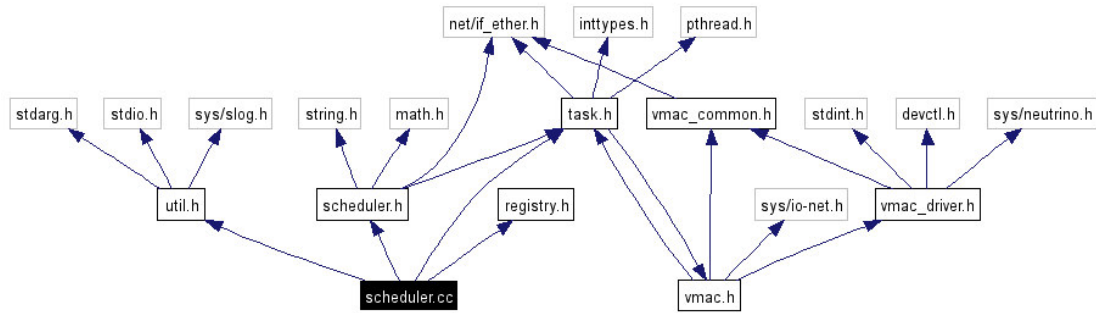 net/if_ether.h
inttypes.h
pthread.h
stdarg.h
stdio.h
sys/slog.h
string.h
math.h
task.h
vmac_common.h
stdint.h
devctl.h
sys/neutrino.h
util.h
scheduler.h
registry.h
sys/io-net.h
vmac_driver.h
scheduler.cc
vmac.h